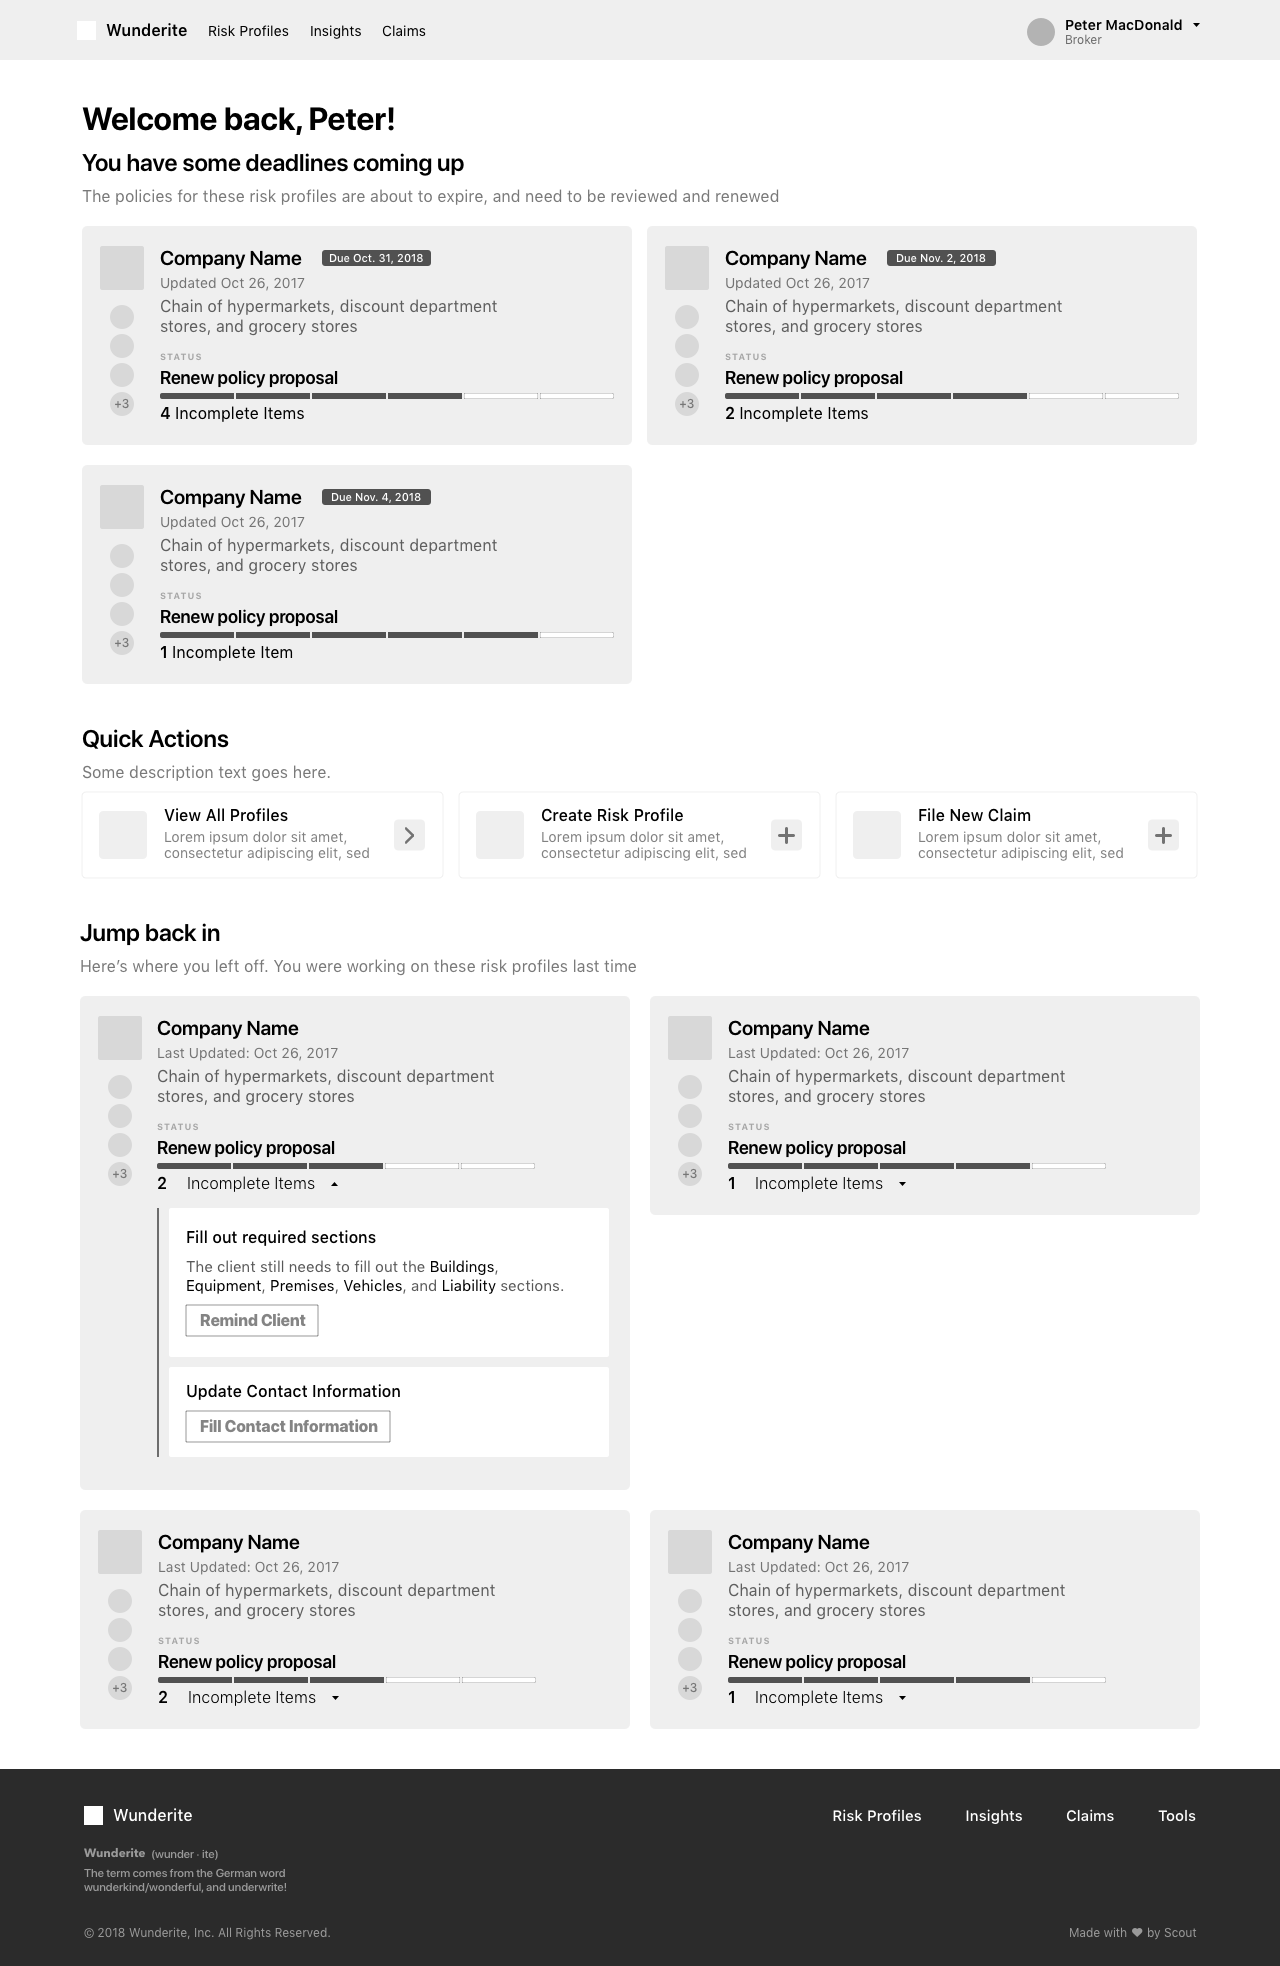 Wunderite Risk Profiles Insights Claims
Peter MacDonald
Broker
Welcome back, Peter!
You have some deadlines coming up
The policies for these risk profiles are about to expire, and need to be reviewed and renewed
Company Name Due Oct. 31, 2018
Updated Oct 26, 2017
Chain of hypermarkets, discount department
stores, and grocery stores
STATUS
Renew policy proposal
+3
4 Incomplete Items
Company Name Due Nov. 2, 2018
Updated Oct 26, 2017
Chain of hypermarkets, discount department
stores, and grocery stores
STATUS
Renew policy proposal
+3
2 Incomplete Items
Company Name Due Nov. 4, 2018
Updated Oct 26, 2017
Chain of hypermarkets, discount department
stores, and grocery stores
STATUS
Renew policy proposal
+3
1 Incomplete Item
Quick Actions
Some description text goes here.
View All Profiles
Lorem ipsum dolor sit amet,
consectetur adipiscing elit, sed
Create Risk Profile
Lorem ipsum dolor sit amet,
consectetur adipiscing elit, sed
File New Claim
Lorem ipsum dolor sit amet,
consectetur adipiscing elit, sed
Jump back in
Here’s where you left off. You were working on these risk profiles last time
Company Name
Last Updated: Oct 26, 2017
Chain of hypermarkets, discount department
stores, and grocery stores
STATUS
Renew policy proposal
+3
2 Incomplete Items
Fill out required sections
The client still needs to fill out the Buildings,
Equipment, Premises, Vehicles, and Liability sections.
Remind Client
Update Contact Information
Fill Contact Information
Company Name
Last Updated: Oct 26, 2017
Chain of hypermarkets, discount department
stores, and grocery stores
STATUS
Renew policy proposal
+3
1 Incomplete Items
Company Name
Last Updated: Oct 26, 2017
Chain of hypermarkets, discount department
stores, and grocery stores
STATUS
Renew policy proposal
+3
2 Incomplete Items
Company Name
Last Updated: Oct 26, 2017
Chain of hypermarkets, discount department
stores, and grocery stores
STATUS
Renew policy proposal
+3
1 Incomplete Items
Wunderite
Risk Profiles Insights Claims Tools
Wunderite (wunder · ite)
The term comes from the German word
wunderkind/wonderful, and underwrite!
© 2018 Wunderite, Inc. All Rights Reserved.
Made with ♥ by Scout